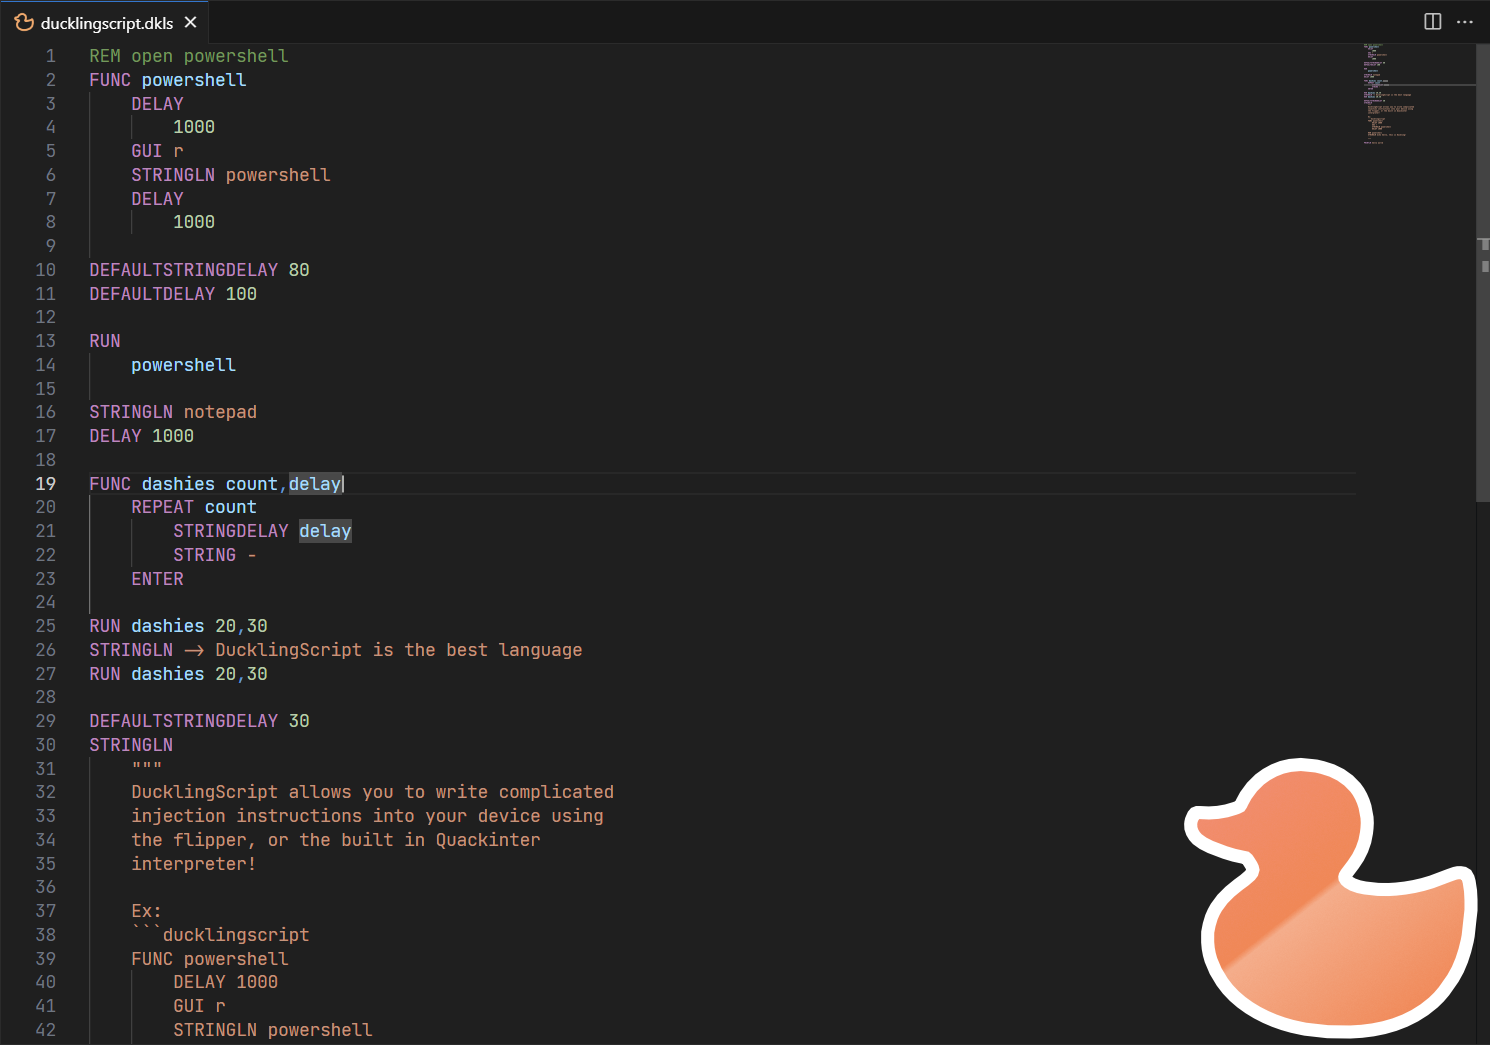 ducklingscript.dkls
1 REM open powershell
2 FUNC powershell
3 DELAY
4 1000
5 GUI r
6 STRINGLN powershell
7 DELAY
8 1000
9
10 DEFAULTSTRINGDELAY 80
11 DEFAULTDELAY 100
12
13 RUN
14 powershell
15
16 STRINGLN notepad
17 DELAY 1000
18
19 FUNC dashies count,delay
20 REPEAT count
21 STRINGDELAY delay
22 STRING -
23 ENTER
24
25 RUN dashies 20,30
26 STRINGLN -> DucklingScript is the best language
27 RUN dashies 20,30
28
29 DEFAULTSTRINGDELAY 30
30 STRINGLN
31 """
32 DucklingScript allows you to write complicated
33 injection instructions into your device using
34 the flipper, or the built in Quackinter
35 interpreter!
36
37 Ex:
38 ```ducklingscript
39 FUNC powershell
40 DELAY 1000
41 GUI r
42 STRINGLN powershell